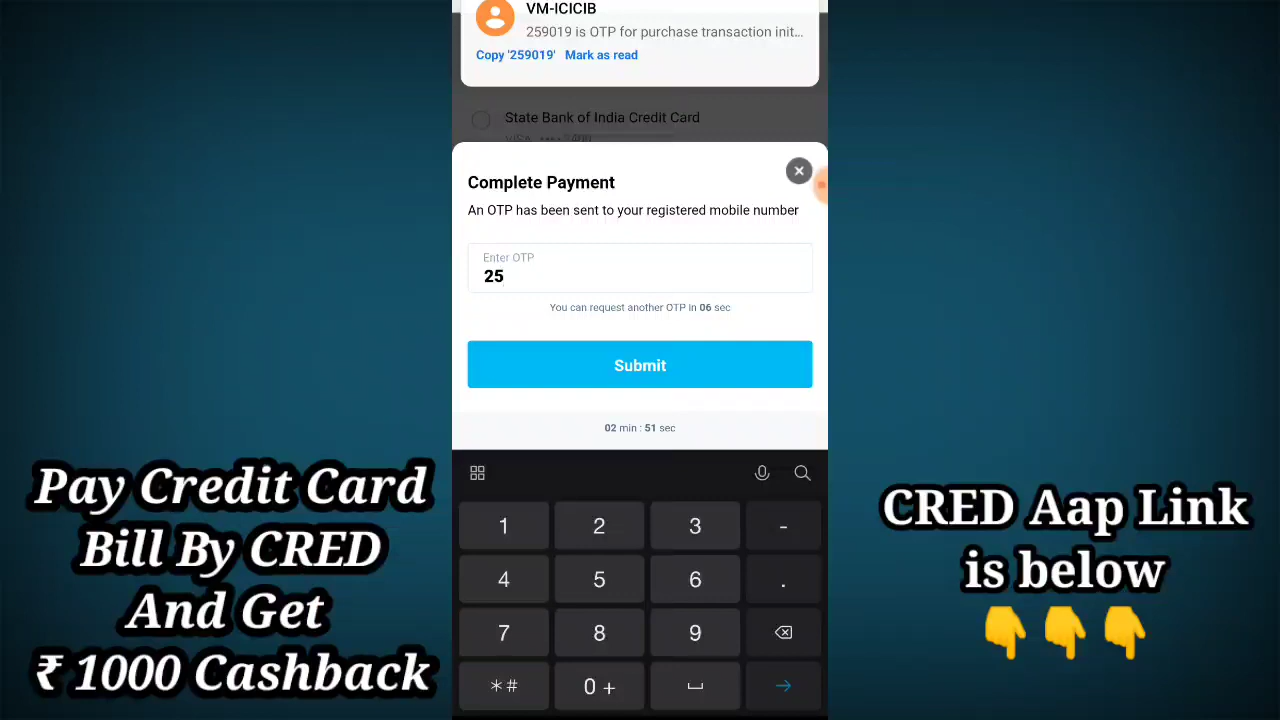 VM-ICICIB
259019 is OTP for purchase transaction init...
Copy '259019' Mark as read
State Bank of India Credit Card
Complete Payment
An OTP has been sent to your registered mobile number
Enter OTP
25
You can request another OTP in 06 sec
Submit
02 min : 51 sec
1 2 3 -
4 5 6 .
7 8 9
*# 0 +
Pay Credit Card
Bill By CRED
And Get
₹ 1000 Cashback
CRED Aap Link
is below
👇👇👇